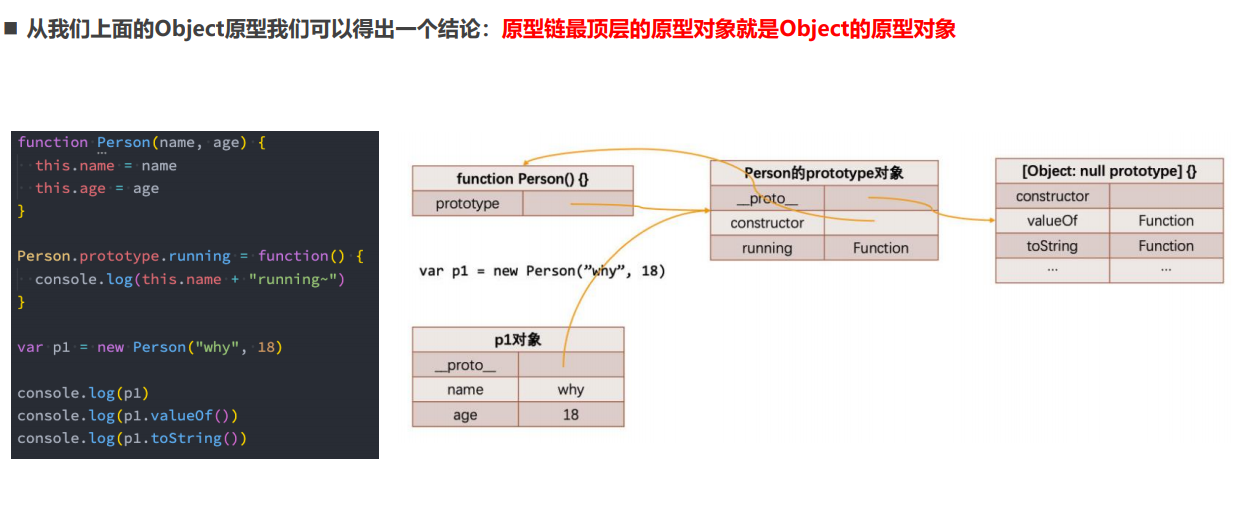 ■ 从我们上面的Object原型我们可以得出一个结论：原型链最顶层的原型对象就是Object的原型对象
function Person(name, age) {
  this.name = name
  this.age = age
}
Person.prototype.running = function() {
  console.log(this.name + "running~")
}
var p1 = new Person("why", 18)
console.log(p1)
console.log(p1.valueOf())
console.log(p1.toString())
function Person() {}
prototype
var p1 = new Person(”why”, 18)
p1对象
__proto__
name why
age 18
Person的prototype对象
__proto__
constructor
running Function
[Object: null prototype] {}
constructor
valueOf Function
toString Function
... ...